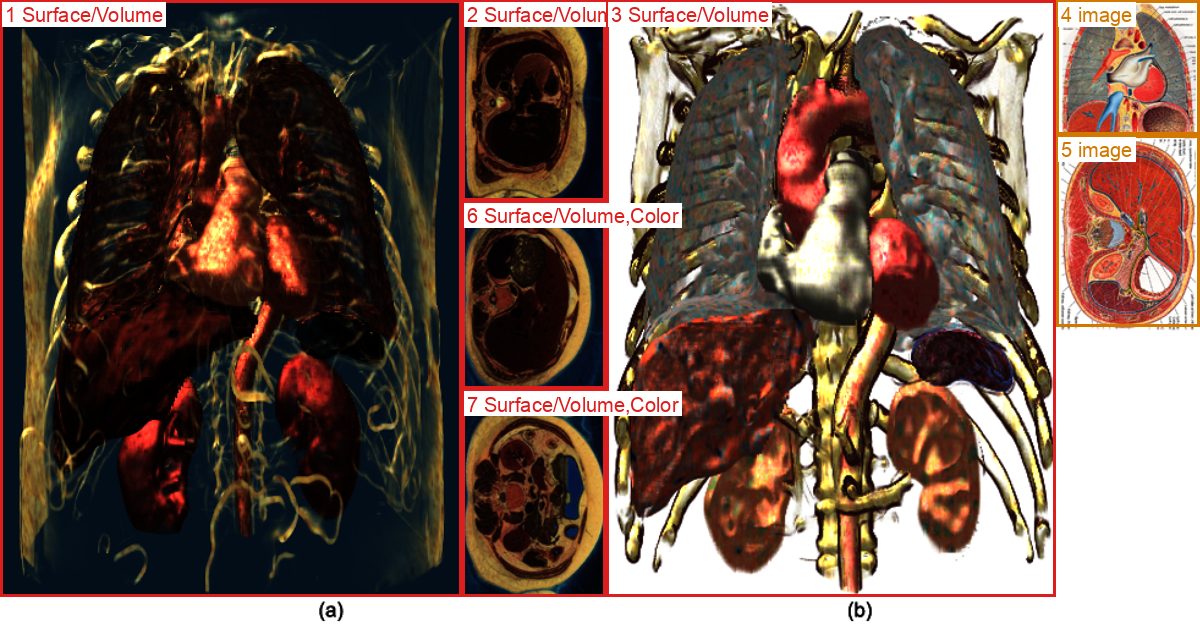 1 Surface/Volume
2 Surface/Volun
3 Surface/Volume
4 image
5 image
6 Surface/Volume,Color
7 Surface/Volume,Color
(a)
(b)